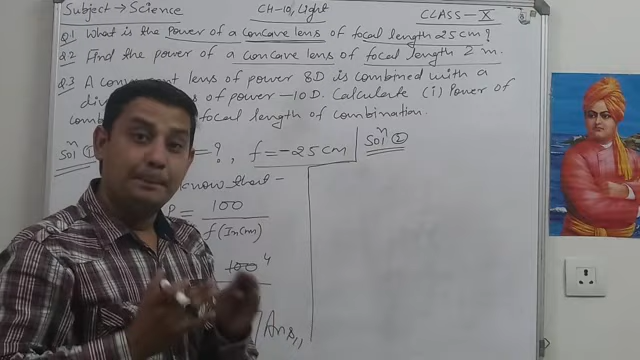 Subject → Science CH-10, Light CLASS - X
Q.1 What is the power of a concave lens of focal length 25 cm?
Q.2 Find the power of a concave lens of focal length 2 m.
Q.3 A convergent lens of power 8D is combined with a
of power -10D. Calculate (i) Power of
focal length of combination.
Solⁿ ① = ?, f = -25 cm
Solⁿ ②
know that -
P = 100
f (In cm)
100 4
Ans,,